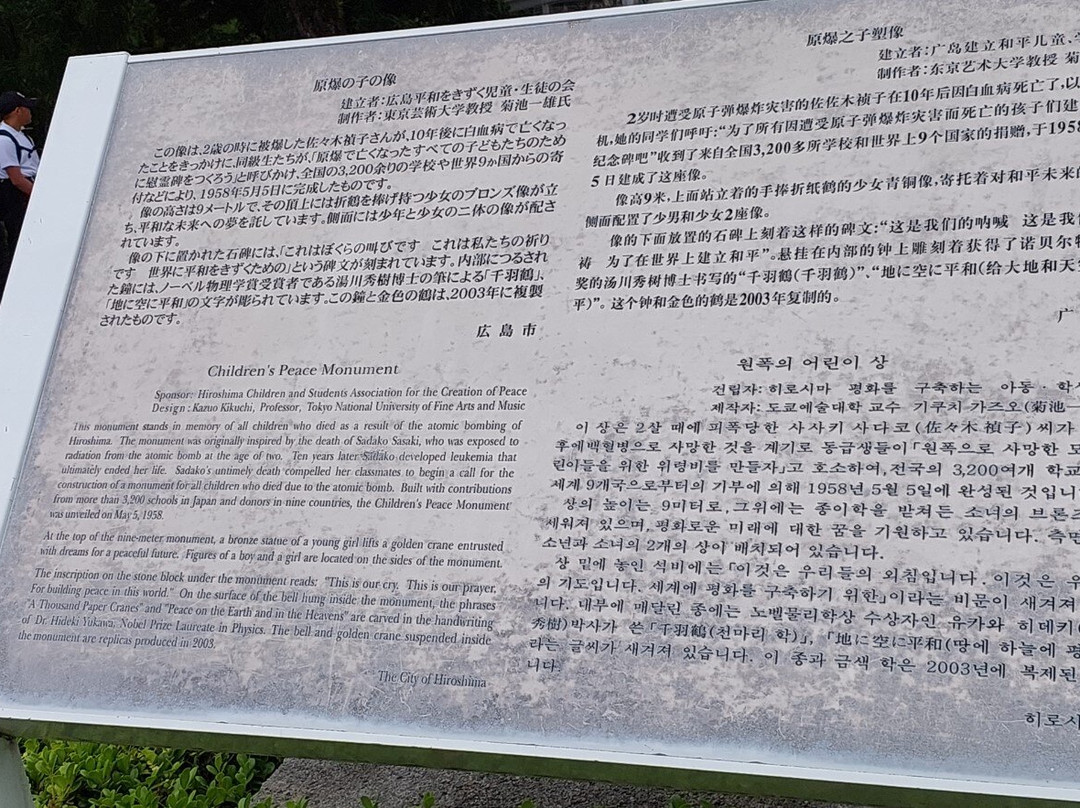 原爆の子の像
建立者:広島平和をきずく児童・生徒の会
制作者:東京芸術大学教授 菊池一雄氏
この像は、2歳の時に被爆した佐々木禎子さんが、10年後に白血病で亡くなっ
たことをきっかけに、同級生たちが、「原爆で亡くなったすべての子どもたちのため
に慰霊碑をつくろう」と呼びかけ、全国の3,200余りの学校や世界9か国からの寄
付などにより、1958年5月5日に完成したものです。
像の高さは9メートルで、その頂上には折鶴を捧げ持つ少女のブロンズ像が立
ち、平和な未来への夢を託しています。側面には少年と少女の二体の像が配さ
れています。
像の下に置かれた石碑には、「これはぼくらの叫びです これは私たちの祈り
です 世界に平和をきずくための」という碑文が刻まれています。内部につるされ
た鐘には、ノーベル物理学賞受賞者である湯川秀樹博士の筆による「千羽鶴」、
「地に空に平和」の文字が彫られています。この鐘と金色の鶴は、2003年に複製
されたものです。
広島市
Children's Peace Monument
Sponsor: Hiroshima Children and Students Association for the Creation of Peace
Design : Kazuo Kikuchi, Professor, Tokyo National University of Fine Arts and Music
This monument stands in memory of all children who died as a result of the atomic bombing of
Hiroshima. The monument was originally inspired by the death of Sadako Sasaki, who was exposed to
radiation from the atomic bomb at the age of two. Ten years later Sadako developed leukemia that
ultimately ended her life. Sadako's untimely death compelled her classmates to begin a call for the
construction of a monument for all children who died due to the atomic bomb. Built with contributions
from more than 3,200 schools in Japan and donors in nine countries, the Children's Peace Monument
was unveiled on May 5, 1958.
At the top of the nine-meter monument, a bronze statue of a young girl lifts a golden crane entrusted
with dreams for a peaceful future. Figures of a boy and a girl are located on the sides of the monument.
The inscription on the stone block under the monument reads: "This is our cry. This is our prayer.
For building peace in this world." On the surface of the bell hung inside the monument, the phrases
"A Thousand Paper Cranes" and "Peace on the Earth and in the Heavens" are carved in the handwriting
of Dr. Hideki Yukawa, Nobel Prize Laureate in Physics. The bell and golden crane suspended inside
the monument are replicas produced in 2003.
The City of Hiroshima
原爆之子塑像
建立者:广岛建立和平儿童、
制作者:东京艺术大学教授 菊
2岁时遭受原子弹爆炸灾害的佐佐木祯子在10年后因白血病死亡了,以
机,她的同学们呼吁:“为了所有因遭受原子弹爆炸灾害而死亡的孩子们建
纪念碑吧”收到了来自全国3,200多所学校和世界上9个国家的捐赠,于1958
5日建成了这座像。
像高9米,上面站立着的手捧折纸鹤的少女青铜像,寄托着对和平未来的
侧面配置了少男和少女2座像。
像的下面放置的石碑上刻着这样的碑文:“这是我们的呐喊 这是我
祷 为了在世界上建立和平”。悬挂在内部的钟上雕刻着获得了诺贝尔
奖的汤川秀树博士书写的“千羽鹤(千羽鹤)”、“地に空に平和(给大地和天
平)”。这个钟和金色的鹤是2003年复制的。
广
원폭의 어린이 상
건립자: 히로시마 평화를 구축하는 아동 · 학
제작자: 도쿄예술대학 교수 기쿠치 가즈오(菊池一
이 상은 2살 때에 피폭당한 사사키 사다코(佐々木禎子)씨가
후에백혈병으로 사망한 것을 계기로 동급생들이「원폭으로 사망한 모
린이들을 위한 위령비를 만들자」고 호소하여, 전국의 3,200여개 학교
세계 9개국으로부터의 기부에 의해 1958년 5월 5일에 완성된 것입니
상의 높이는 9미터로, 그위에는 종이학을 받쳐든 소녀의 브론즈
세워져 있으며, 평화로운 미래에 대한 꿈을 기원하고 있습니다. 측면
소년과 소녀의 2개의 상이 배치되어 있습니다.
상 밑에 놓인 석비에는「이것은 우리들의 외침입니다. 이것은 우
의 기도입니다. 세계에 평화를 구축하기 위한」이라는 비문이 새겨져
니다. 내부에 매달린 종에는 노벨물리학상 수상자인 유카와 히데키(
秀樹)박사가 쓴「千羽鶴(천마리 학)」, 「地に空に平和(땅에 하늘에 평
라는 글씨가 새겨져 있습니다. 이 종과 금색 학은 2003년에 복제된
니다.
히로시